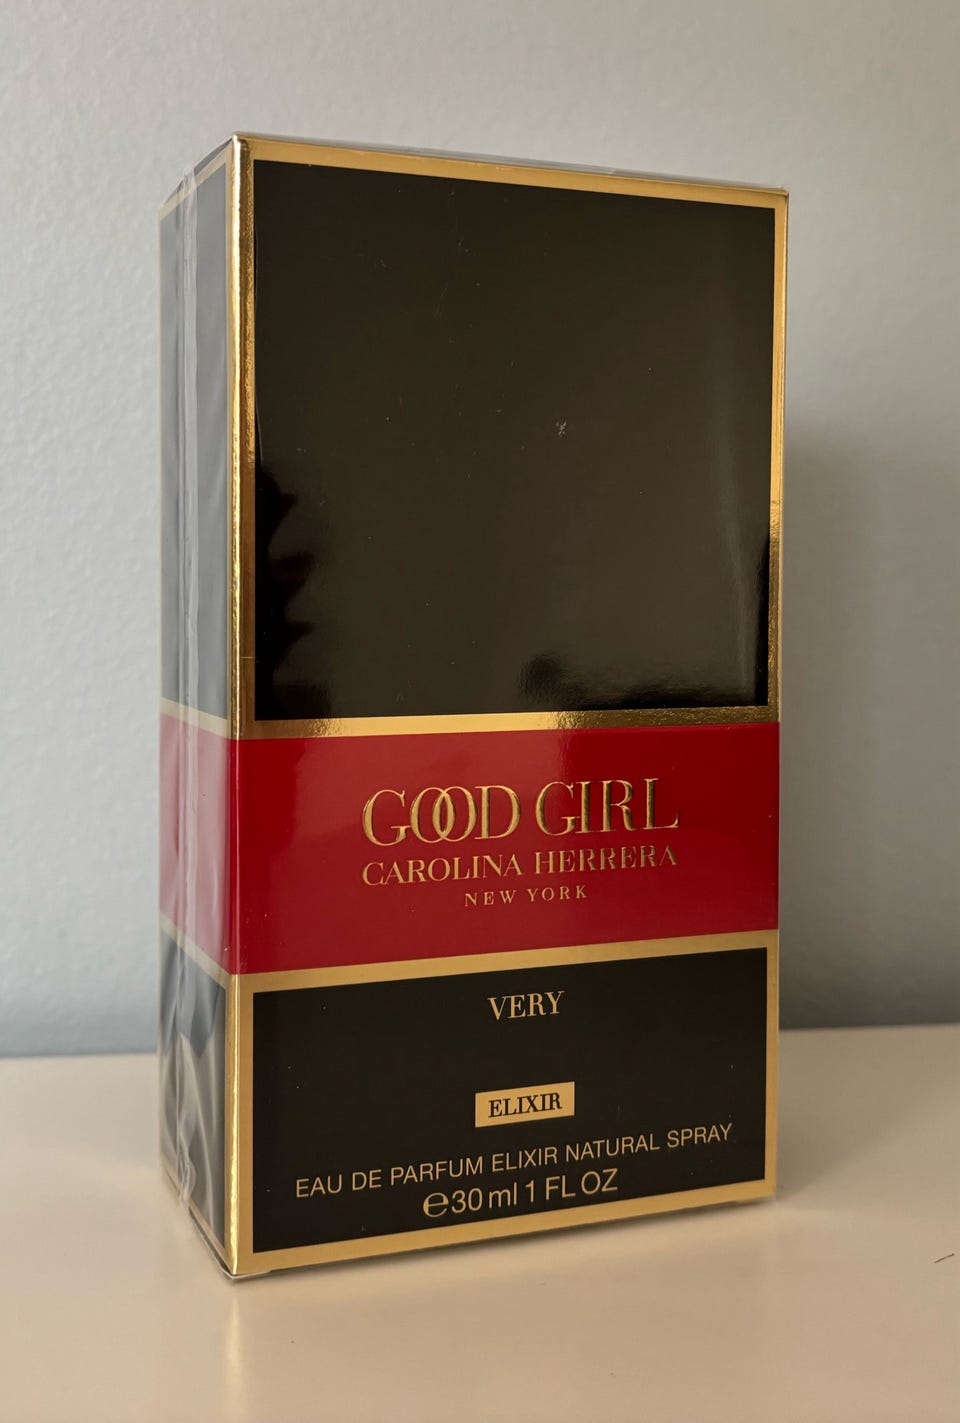 GOOD GIRL
CAROLINA HERRERA
NEW YORK
VERY
ELIXIR
EAU DE PARFUM ELIXIR NATURAL SPRAY
℮30 ml 1 FL OZ